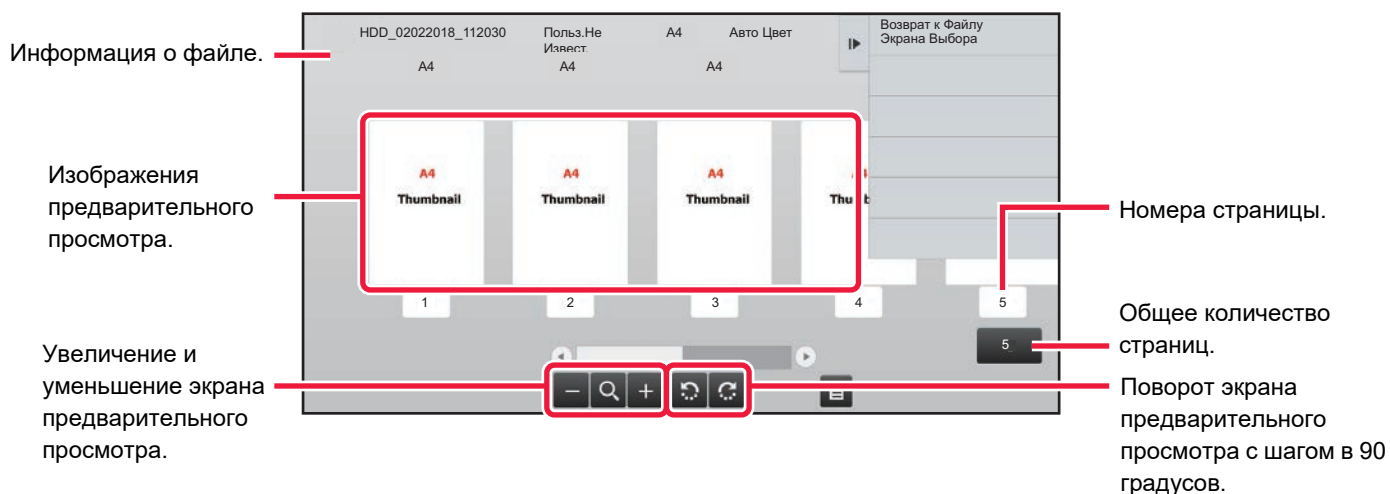 Информация о файле.
HDD_02022018_112030 Польз.Не Извест. A4 Авто Цвет
A4 A4 A4
Возврат к Файлу
Экрана Выбора
Изображения
предварительного
просмотра.
A4 A4 A4
Thumbnail Thumbnail Thumbnail
1 2 3 4 5
Номера страницы.
5
Общее количество
страниц.
Увеличение и
уменьшение экрана
предварительного
просмотра.
Поворот экрана
предварительного
просмотра с шагом в 90
градусов.